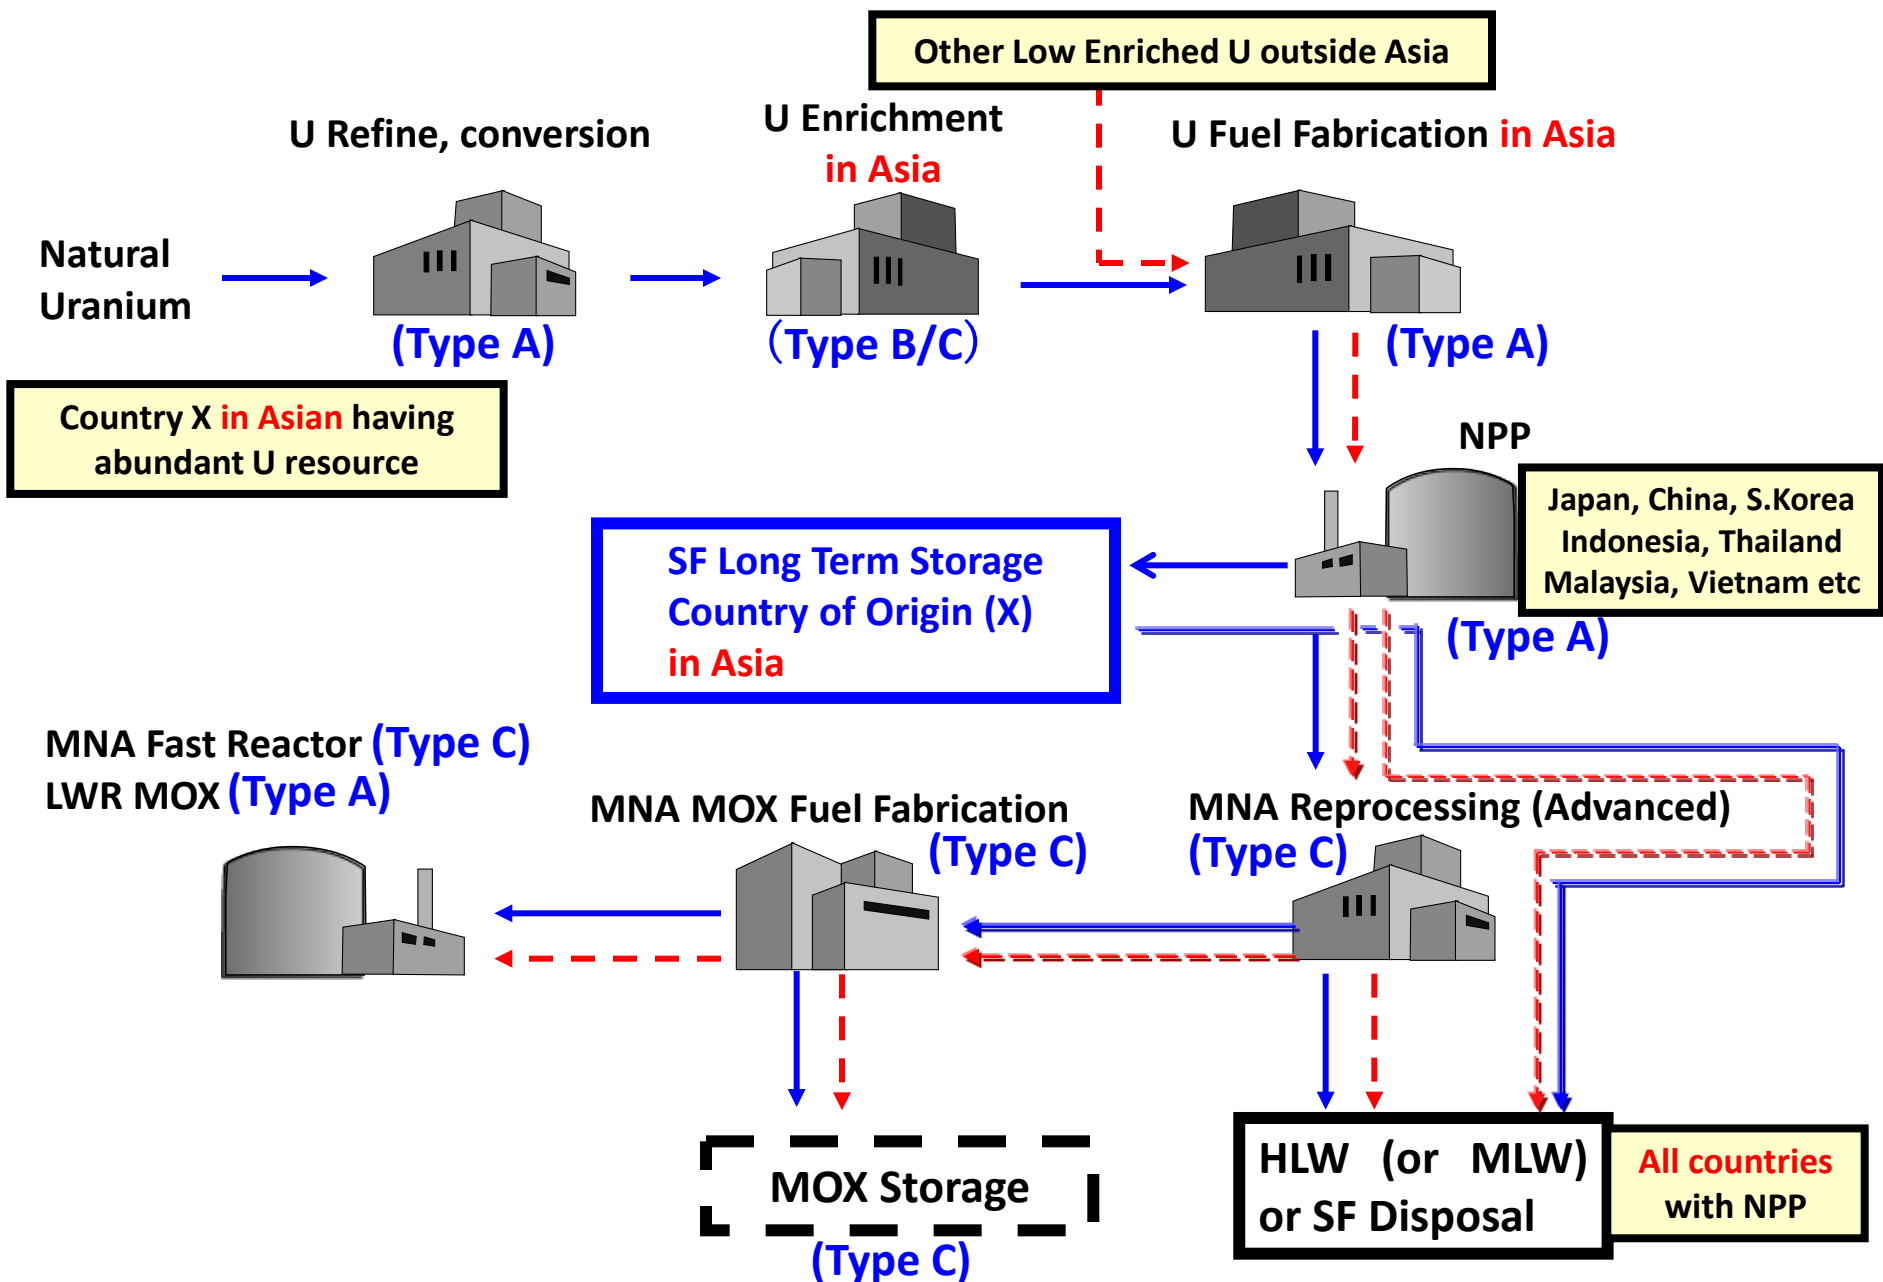 Other Low Enriched U outside Asia
U Refine, conversion
U Enrichment
in Asia
U Fuel Fabrication in Asia
Natural
Uranium
(Type A)
（Type B/C）
(Type A)
Country X in Asian having
abundant U resource
NPP
Japan, China, S.Korea
Indonesia, Thailand
Malaysia, Vietnam etc
(Type A)
SF Long Term Storage
Country of Origin (X)
in Asia
MNA Fast Reactor (Type C)
LWR MOX (Type A)
MNA MOX Fuel Fabrication
(Type C)
MNA Reprocessing (Advanced)
(Type C)
MOX Storage
(Type C)
HLW (or MLW)
or SF Disposal
All countries
with NPP